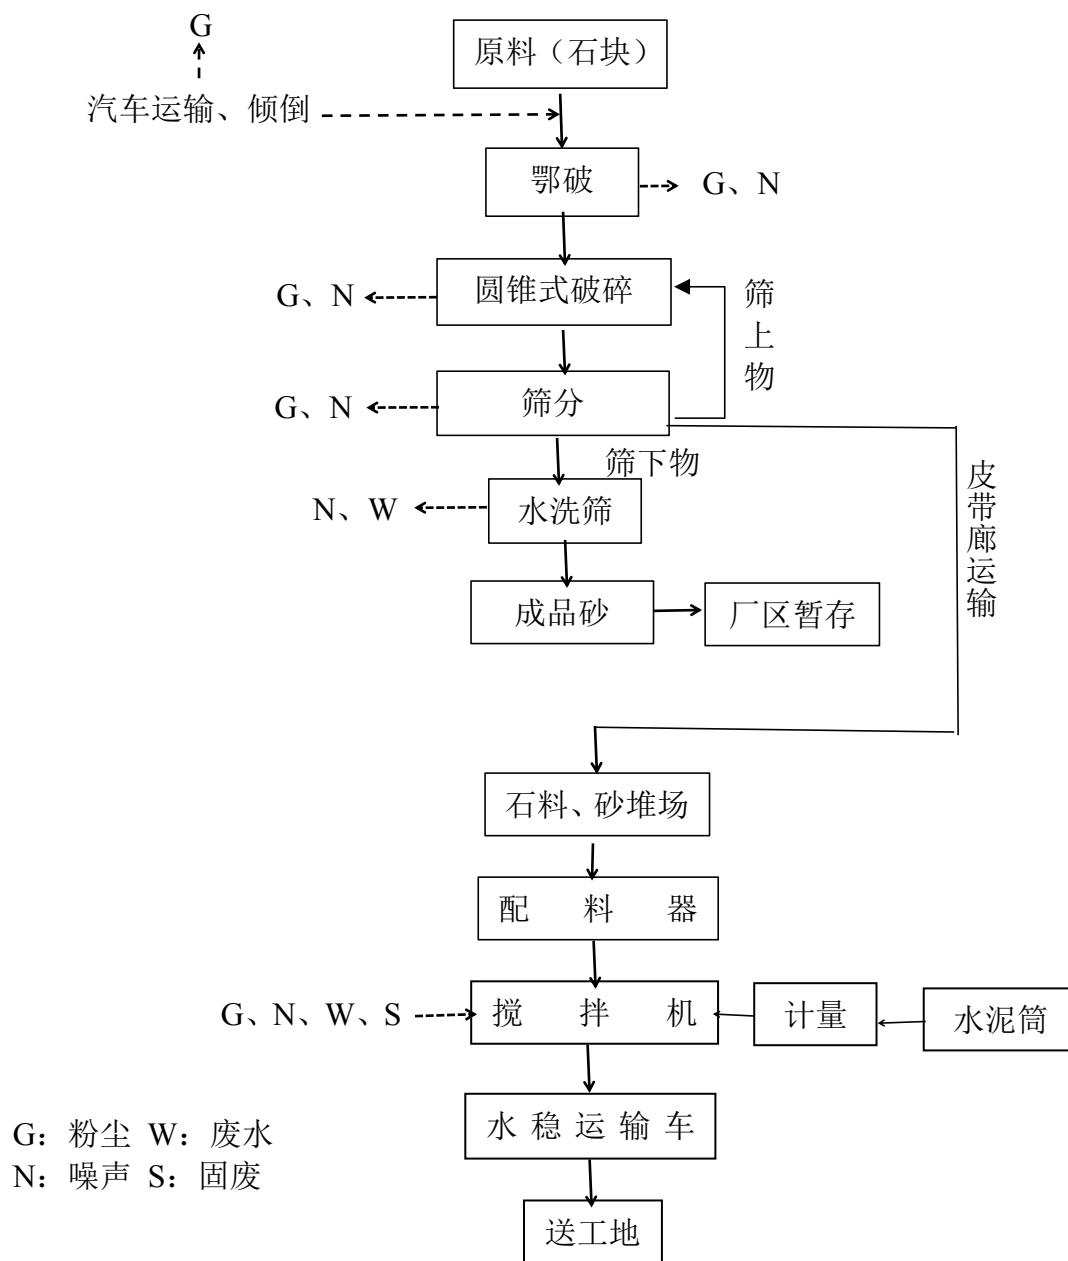 G
原料（石块）
汽车运输、倾倒
鄂破
G、N
圆锥式破碎
G、N
筛上物
筛分
G、N
筛下物
皮带廊运输
水洗筛
N、W
成品砂
厂区暂存
石料、砂堆场
配 料 器
G、N、W、S
搅 拌 机
计量
水泥筒
水稳运输车
G：粉尘 W：废水
N：噪声 S：固废
送工地